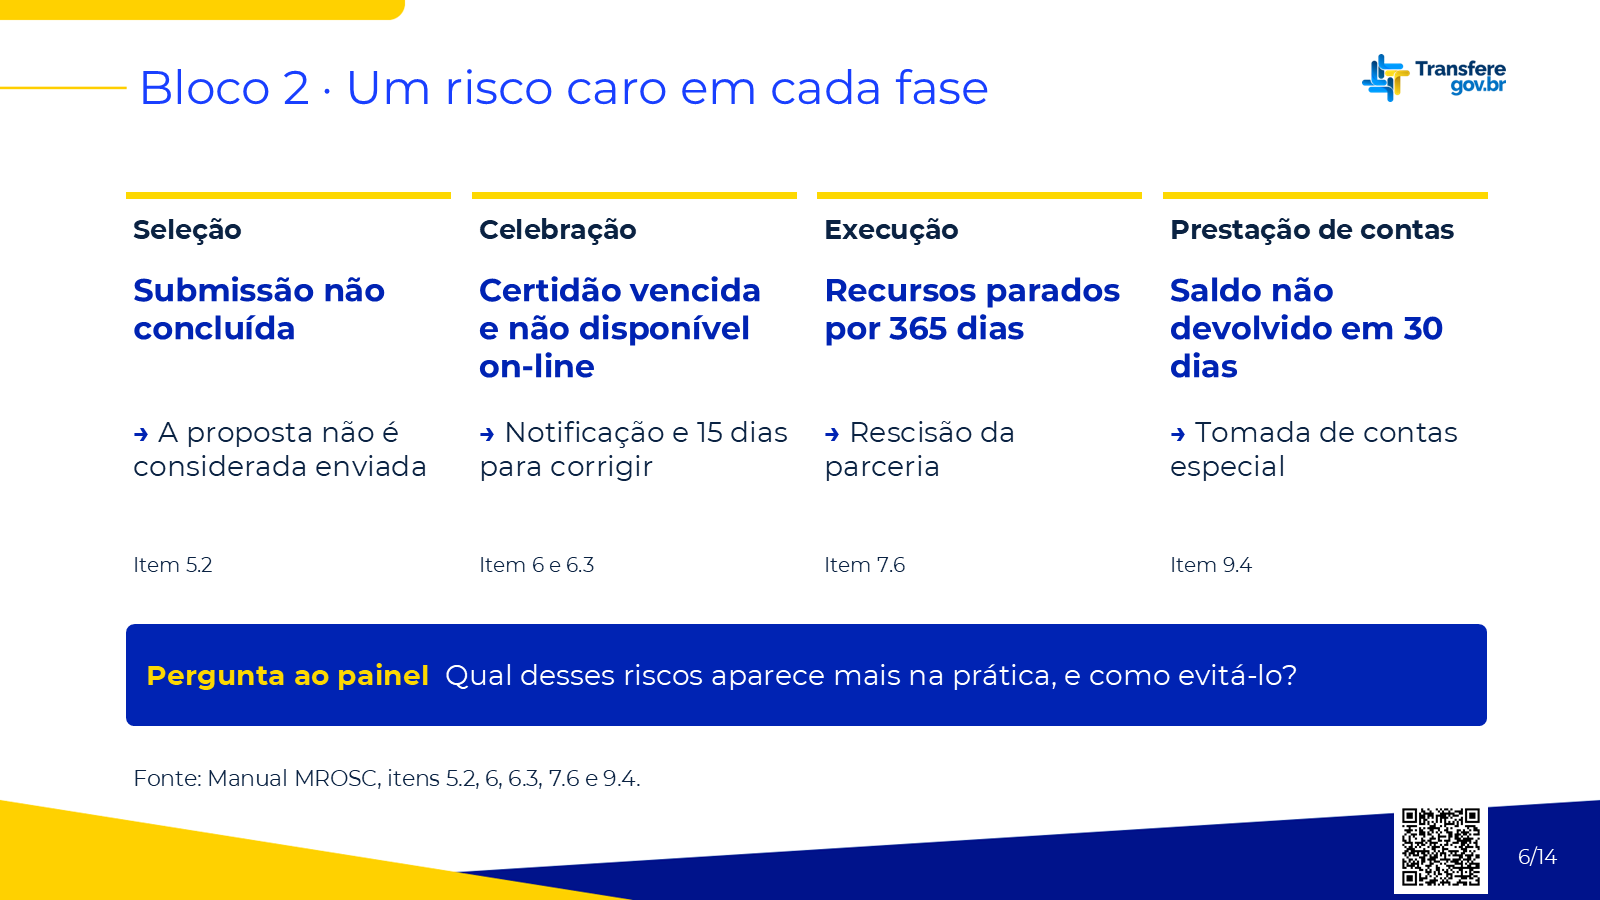 Bloco 2 · Um risco caro em cada fase
Transfere
gov.br
Seleção
Submissão não
concluída
→ A proposta não é
considerada enviada
Item 5.2
Celebração
Certidão vencida
e não disponível
on-line
→ Notificação e 15 dias
para corrigir
Item 6 e 6.3
Execução
Recursos parados
por 365 dias
→ Rescisão da
parceria
Item 7.6
Prestação de contas
Saldo não
devolvido em 30
dias
→ Tomada de contas
especial
Item 9.4
Pergunta ao painel Qual desses riscos aparece mais na prática, e como evitá-lo?
Fonte: Manual MROSC, itens 5.2, 6, 6.3, 7.6 e 9.4.
6/14